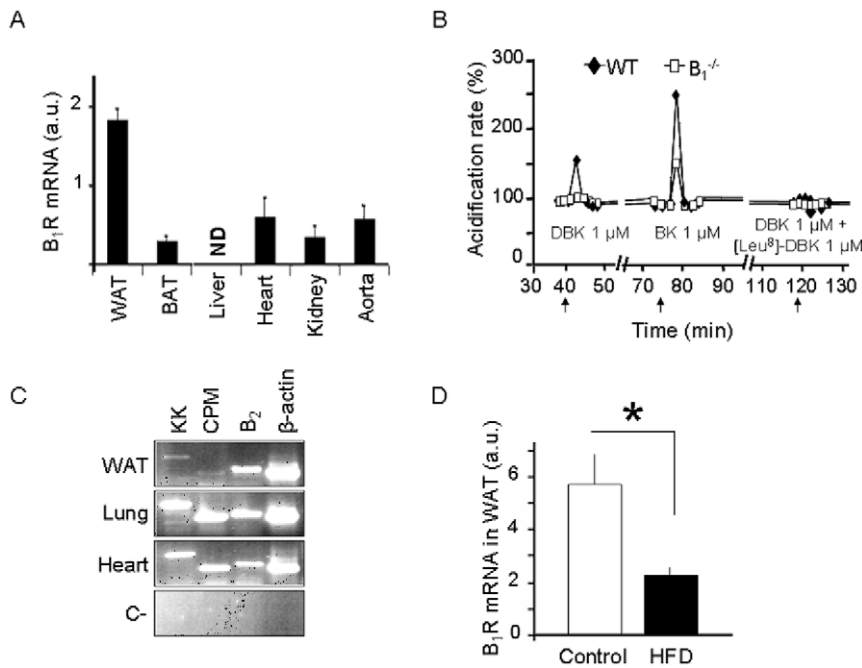 A
B₁R mRNA (a.u.)
2
1
ND
WAT
BAT
Liver
Heart
Kidney
Aorta
B
Acidification rate (%)
300
250
200
150
100
50
0
WT
B₁⁻/⁻
DBK 1 µM
BK 1 µM
DBK 1 µM +
[Leu⁸]-DBK 1 µM
30 40 50 70 80 90 110 120 130
Time (min)
C
KK
CPM
B₂
β-actin
WAT
Lung
Heart
C-
D
B₁R mRNA in WAT (a.u.)
6
4
2
0
*
Control
HFD